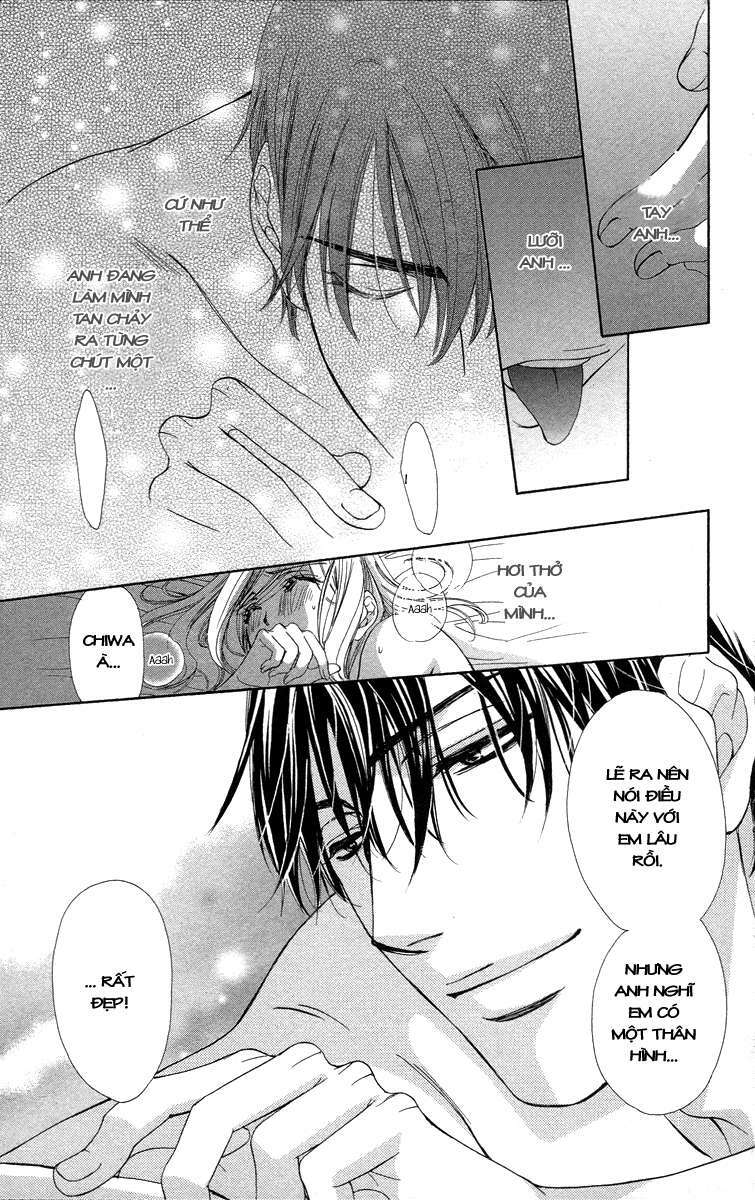 TAY
ANH...
LƯỠI
ANH ...
CỨ NHƯ
THỂ
ANH ĐANG
LÀM MÌNH
TAN CHẢY
RA TỪNG
CHÚT MỘT
...
HƠI THỞ
CỦA
MÌNH...
Aaah
CHIWA
À...
Aaah
LẼ RA NÊN
NÓI ĐIỀU
NÀY VỚI
EM LÂU
RỒI.
NHƯNG
ANH NGHĨ
EM CÓ
MỘT THÂN
HÌNH...
... RẤT
ĐẸP!